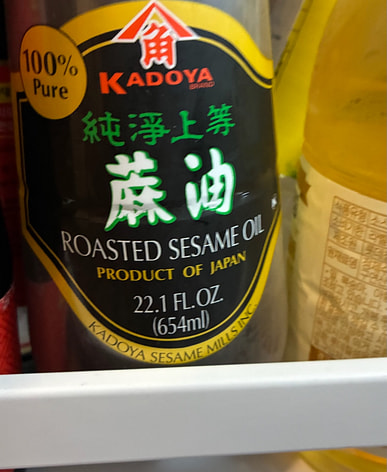 角
100%
Pure
KADOYA
BRAND
純淨上等
蔴油
ROASTED SESAME OIL
PRODUCT OF JAPAN
22.1 FL. OZ.
(654ml)
KADOYA SESAME MILLS INC.